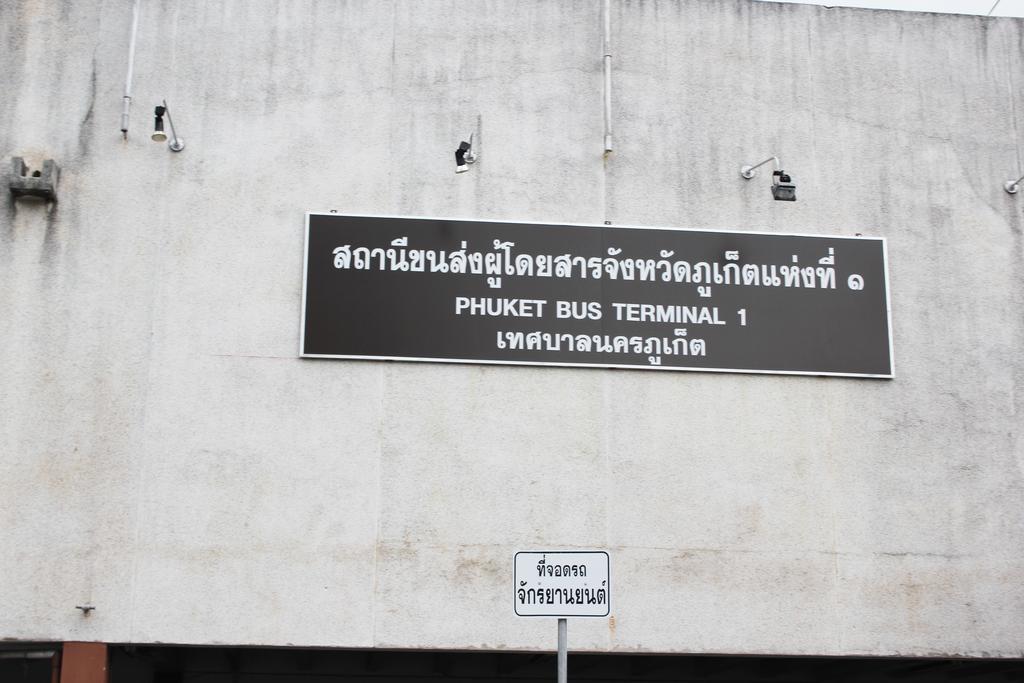 สถานีขนส่งผู้โดยสารจังหวัดภูเก็ตแห่งที่ ๑
PHUKET BUS TERMINAL 1
เทศบาลนครภูเก็ต
ที่จอดรถ
จักรยานยนต์